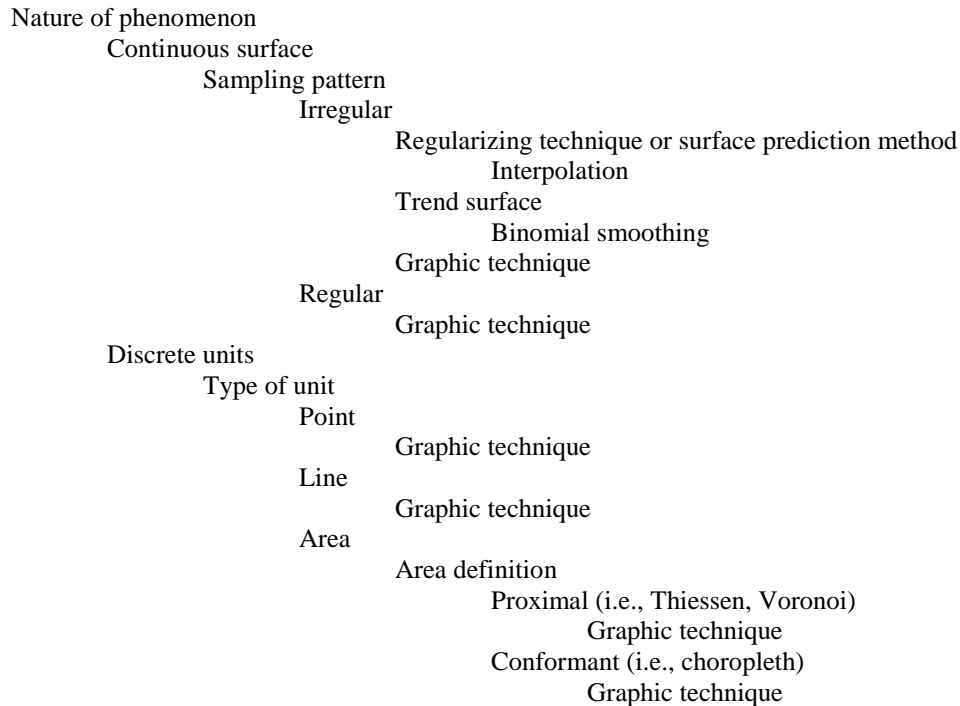 Nature of phenomenon
Continuous surface
Sampling pattern
Irregular
Regularizing technique or surface prediction method
Interpolation
Trend surface
Binomial smoothing
Graphic technique
Regular
Graphic technique
Discrete units
Type of unit
Point
Graphic technique
Line
Graphic technique
Area
Area definition
Proximal (i.e., Thiessen, Voronoi)
Graphic technique
Conformant (i.e., choropleth)
Graphic technique